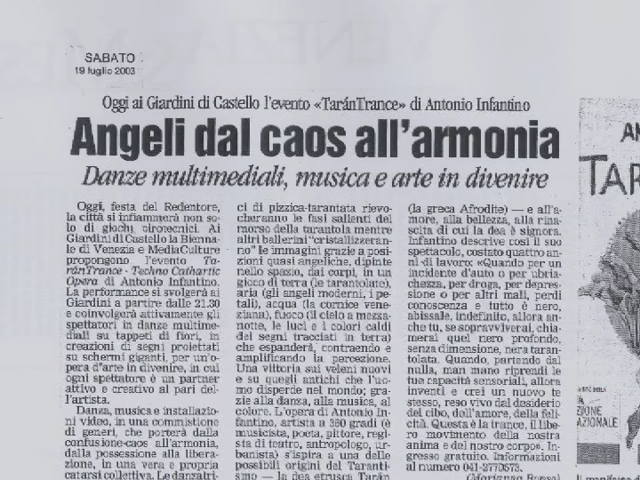 SABATO
19 luglio 2003
Oggi ai Giardini di Castello l'evento «TaránTrance» di Antonio Infantino
Angeli dal caos all'armonia
Danze multimediali, musica e arte in divenire
Oggi, festa del Redentore,
la città si infiammerà non so-
lo di giochi pirotecnici. Ai
Giardini di Castello la Bienna-
le di Venezia e MediaCulture
propongono l'evento Ta-
ránTrance - Techno Cathartic
Opera di Antonio Infantino.
La performance si svolgerà ai
Giardini a partire dalle 21.30
e coinvolgerà attivamente gli
spettatori in danze multime-
diali su tappeti di fiori, in
creazioni di segni proiettati
su schermi giganti, per un'o-
pera d'arte in divenire, in cui
ogni spettatore è un partner
attivo e creativo al pari del-
l'artista.
Danza, musica e installazio-
ni video, in una commistione
di generi, che porterà dalla
confusione-caos all'armonia,
dalla possessione alla libera-
zione, in una vera e propria
catarsi collettiva. Le danzatri-
ci di pizzica-tarantata rievo-
cheranno le fasi salienti del
morso della tarantola mentre
altri ballerini "cristallizzeran-
no" le immagini grazie a posi-
zioni quasi angeliche, dipinte
nello spazio, dai corpi, in un
gioco di terra (le tarantolate),
aria (gli angeli moderni, i pe-
tali), acqua (la cornice vene-
ziana), fuoco (il cielo a mezza-
notte, le luci e i colori caldi
dei segni tracciati in terra)
che espanderà, contraendo e
amplificando la percezione.
Una vittoria sui veleni nuovi
e su quelli antichi che l'uo-
mo disperde nel mondo; gra-
zie alla danza, alla musica, al
colore. L'opera di Antonio In-
fantino, artista a 360 gradi (è
musicista, poeta, pittore, regi-
sta di teatro, antropologo, ur-
banista) s'ispira a una delle
possibili origini del Taranti-
smo — la dea etrusca Tarán
(la greca Afrodite) — e all'a-
more, alla bellezza, alla rina-
scita di cui la dea è signora.
Infantino descrive così il suo
spettacolo, costato quattro an-
ni di lavoro: «Quando per un
incidente d'auto o per ubria-
chezza, per droga, per depres-
sione o per altri mali, perdi
conoscenza e tutto è nero,
abissale, indefinito, allora an-
che tu, se sopravviverai, chia-
merai quel nero profondo,
senza dimensione, nera taran-
tolata. Quando, partendo dal
nulla, man mano riprendi le
tue capacità sensoriali, allora
inventi e crei un nuovo te
stesso, reso vivo dal desiderio
del cibo, dell'amore, della feli-
cità. Questa è la trance, il libe-
ro movimento della nostra
anima e del nostro corpo». In-
gresso gratuito. Informazioni
al numero 041-2770573.
AN
TAR
ZIONE
AZIONALE